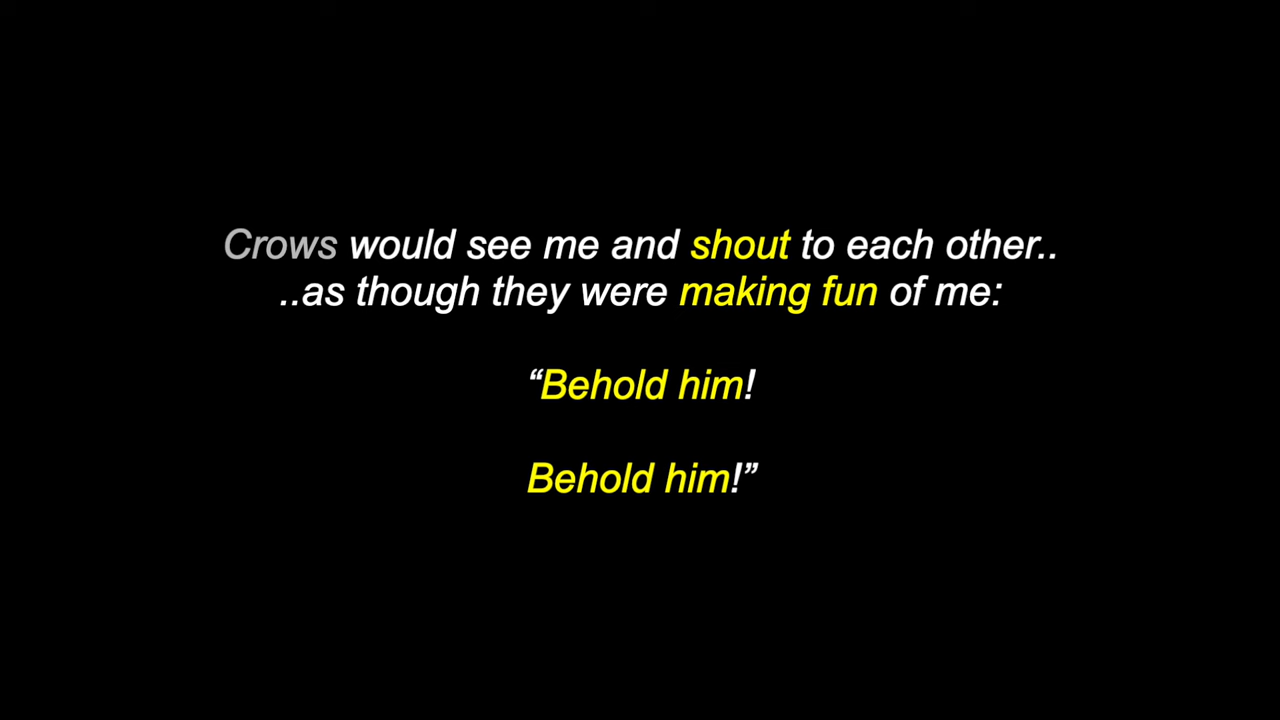 Crows would see me and shout to each other..
..as though they were making fun of me:
“Behold him!
Behold him!”